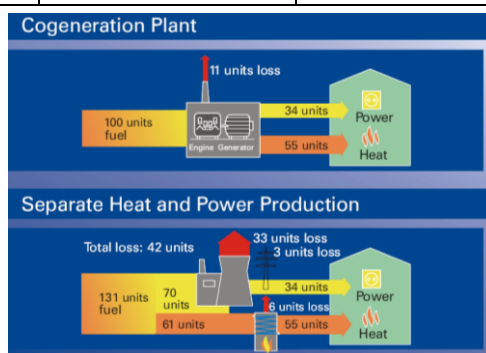 Cogeneration Plant
11 units loss
100 units
fuel
Engine Generator
34 units
Power
55 units
Heat
Separate Heat and Power Production
Total loss: 42 units
33 units loss
3 units loss
131 units
fuel
70
units
34 units
Power
6 units loss
61 units
55 units
Heat